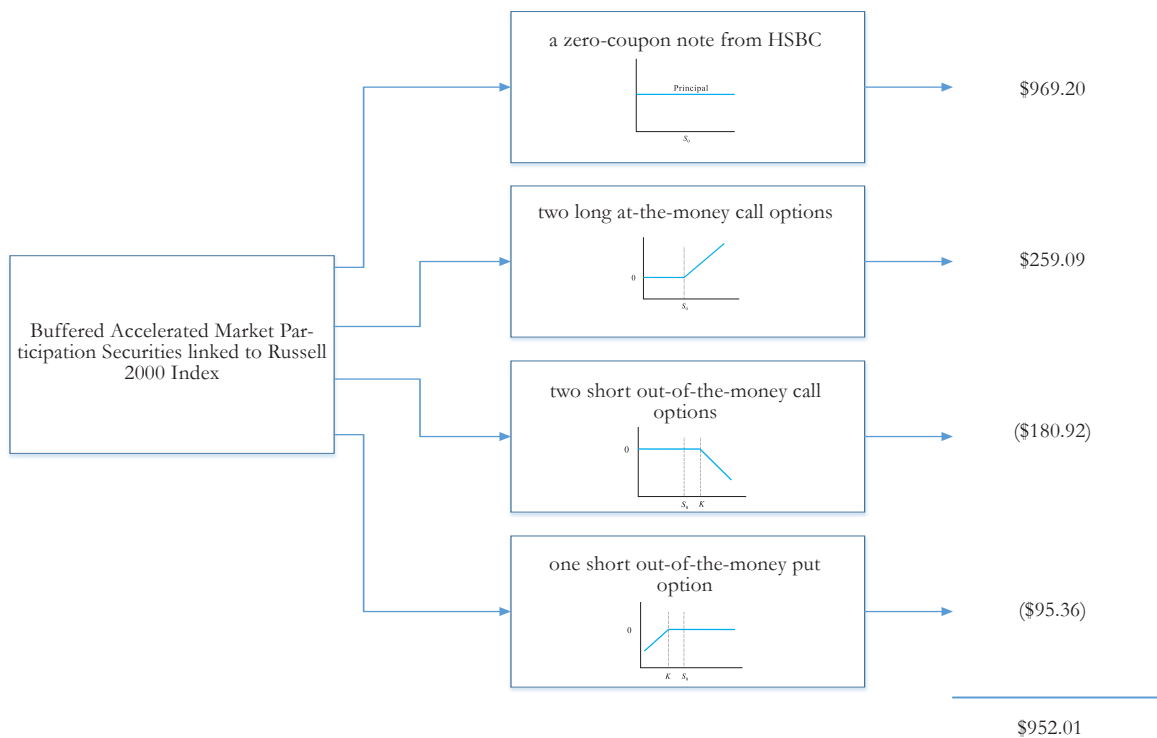 a zero-coupon note from HSBC
Principal
S0
$969.20
two long at-the-money call options
0
S0
$259.09
Buffered Accelerated Market Par-
ticipation Securities linked to Russell
2000 Index
two short out-of-the-money call
options
0
S0 K
($180.92)
one short out-of-the-money put
option
0
K S0
($95.36)
$952.01